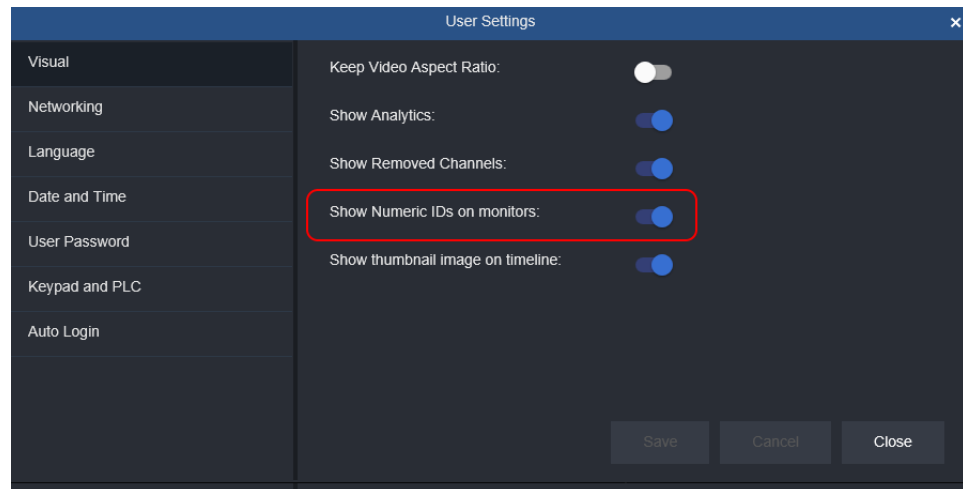 User Settings
Visual
Networking
Language
Date and Time
User Password
Keypad and PLC
Auto Login
Keep Video Aspect Ratio:
Show Analytics:
Show Removed Channels:
Show Numeric IDs on monitors:
Show thumbnail image on timeline:
Save Cancel Close